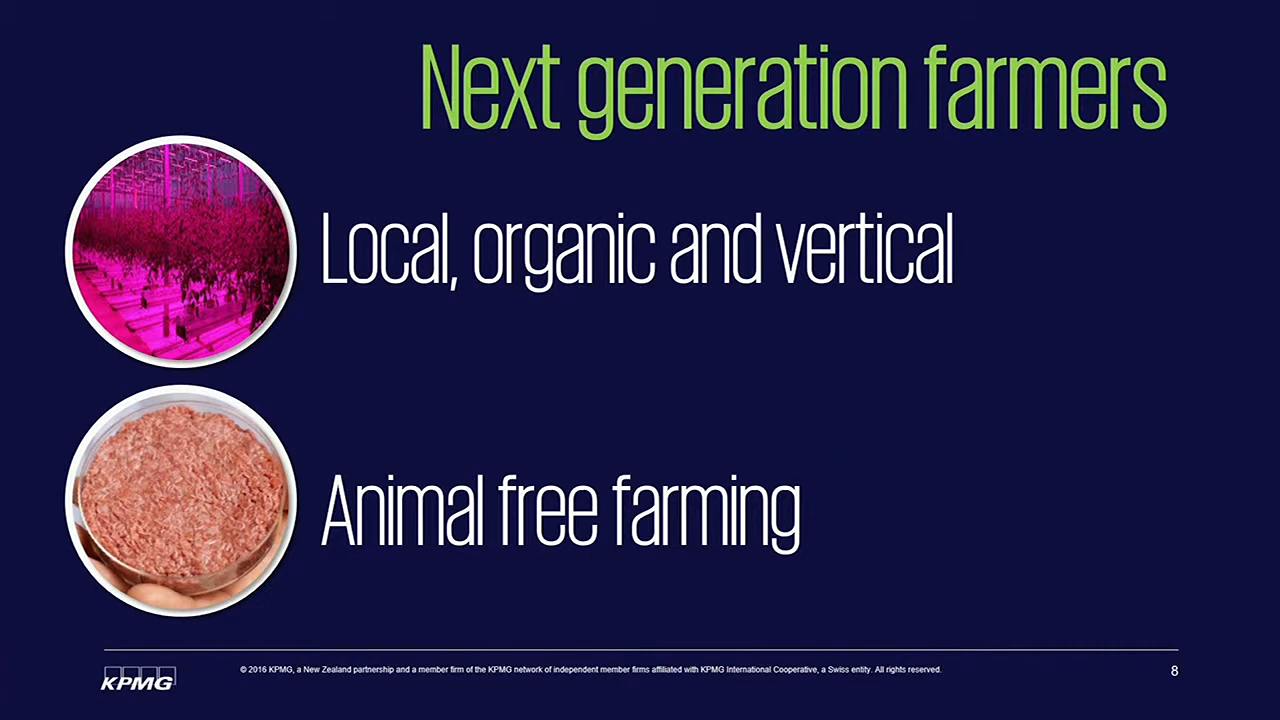 Next generation farmers
Local, organic and vertical
Animal free farming
KPMG
© 2016 KPMG, a New Zealand partnership and a member firm of the KPMG network of independent member firms affiliated with KPMG International Cooperative, a Swiss entity. All rights reserved.
8